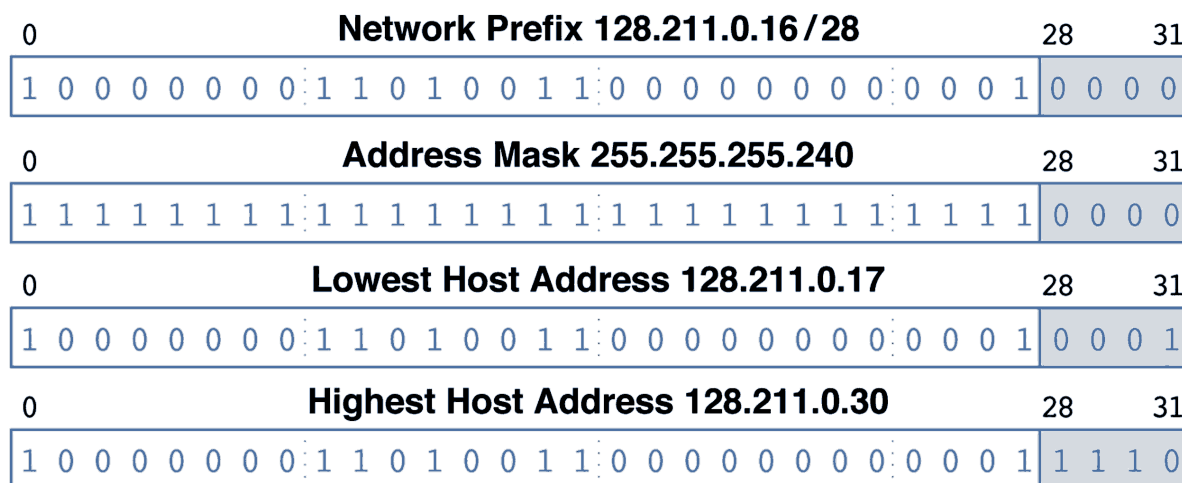 Network Prefix 128.211.0.16/28
0 28 31
1 0 0 0 0 0 0 0 1 1 0 1 0 0 1 1 0 0 0 0 0 0 0 0 0 0 0 1 0 0 0 0
Address Mask 255.255.255.240
0 28 31
1 1 1 1 1 1 1 1 1 1 1 1 1 1 1 1 1 1 1 1 1 1 1 1 1 1 1 1 0 0 0 0
Lowest Host Address 128.211.0.17
0 28 31
1 0 0 0 0 0 0 0 1 1 0 1 0 0 1 1 0 0 0 0 0 0 0 0 0 0 0 1 0 0 0 1
Highest Host Address 128.211.0.30
0 28 31
1 0 0 0 0 0 0 0 1 1 0 1 0 0 1 1 0 0 0 0 0 0 0 0 0 0 0 1 1 1 1 0